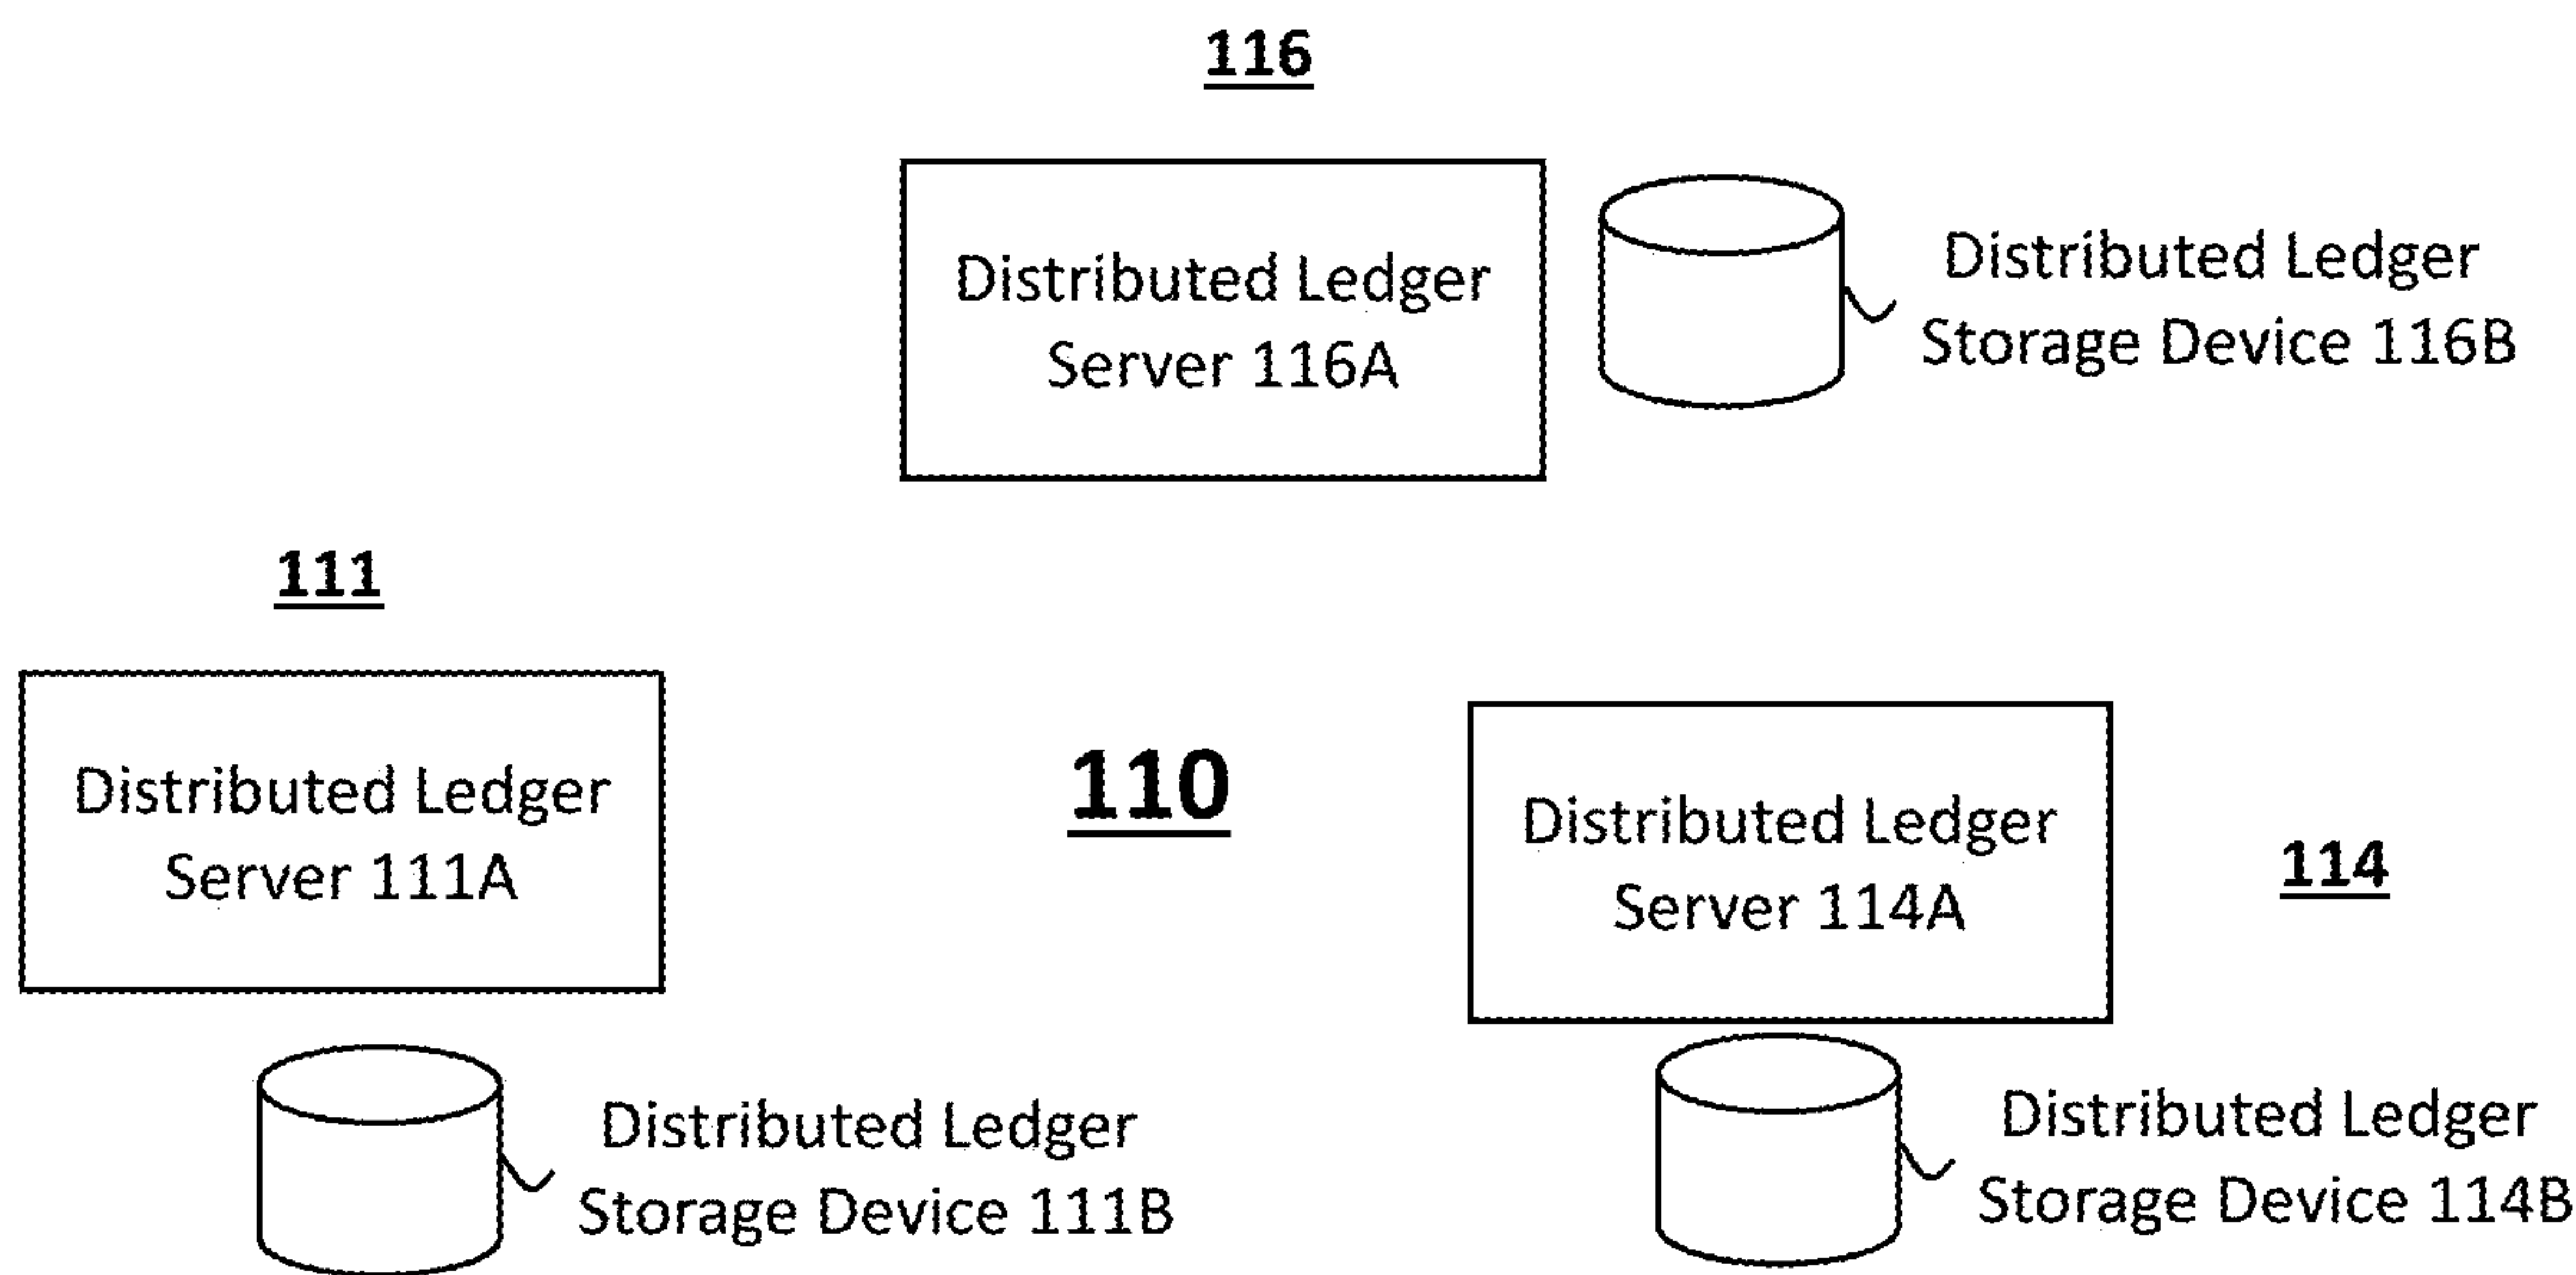 116
Distributed Ledger
Server 116A
Distributed Ledger
Storage Device 116B
111
Distributed Ledger
Server 111A
110
Distributed Ledger
Server 114A
114
Distributed Ledger
Storage Device 111B
Distributed Ledger
Storage Device 114B